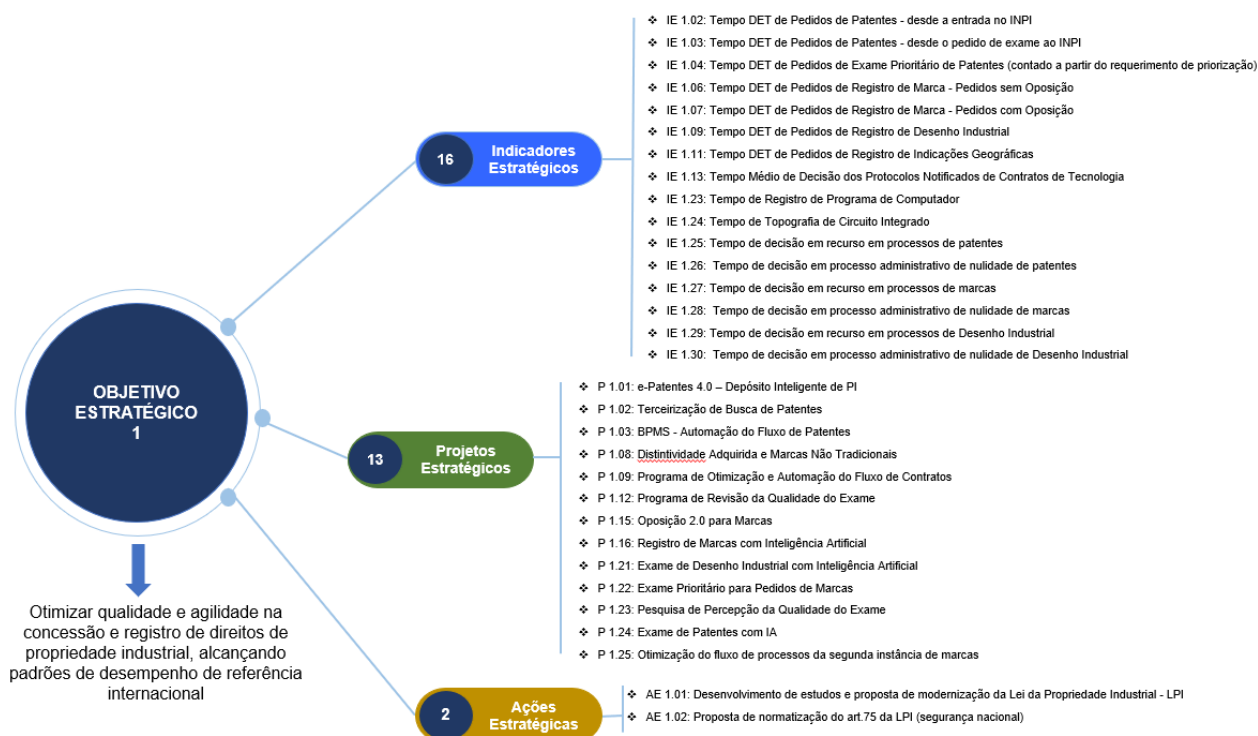 OBJETIVO
ESTRATÉGICO
1
Otimizar qualidade e agilidade na
concessão e registro de direitos de
propriedade industrial, alcançando
padrões de desempenho de referência
internacional
16
Indicadores
Estratégicos
❖ IE 1.02: Tempo DET de Pedidos de Patentes - desde a entrada no INPI
❖ IE 1.03: Tempo DET de Pedidos de Patentes - desde o pedido de exame ao INPI
❖ IE 1.04: Tempo DET de Pedidos de Exame Prioritário de Patentes (contado a partir do requerimento de priorização)
❖ IE 1.06: Tempo DET de Pedidos de Registro de Marca - Pedidos sem Oposição
❖ IE 1.07: Tempo DET de Pedidos de Registro de Marca - Pedidos com Oposição
❖ IE 1.09: Tempo DET de Pedidos de Registro de Desenho Industrial
❖ IE 1.11: Tempo DET de Pedidos de Registro de Indicações Geográficas
❖ IE 1.13: Tempo Médio de Decisão dos Protocolos Notificados de Contratos de Tecnologia
❖ IE 1.23: Tempo de Registro de Programa de Computador
❖ IE 1.24: Tempo de Topografia de Circuito Integrado
❖ IE 1.25: Tempo de decisão em recurso em processos de patentes
❖ IE 1.26: Tempo de decisão em processo administrativo de nulidade de patentes
❖ IE 1.27: Tempo de decisão em recurso em processos de marcas
❖ IE 1.28: Tempo de decisão em processo administrativo de nulidade de marcas
❖ IE 1.29: Tempo de decisão em recurso em processos de Desenho Industrial
❖ IE 1.30: Tempo de decisão em processo administrativo de nulidade de Desenho Industrial
13
Projetos
Estratégicos
❖ P 1.01: e-Patentes 4.0 – Depósito Inteligente de PI
❖ P 1.02: Terceirização de Busca de Patentes
❖ P 1.03: BPMS - Automação do Fluxo de Patentes
❖ P 1.08: Distintividade Adquirida e Marcas Não Tradicionais
❖ P 1.09: Programa de Otimização e Automação do Fluxo de Contratos
❖ P 1.12: Programa de Revisão da Qualidade do Exame
❖ P 1.15: Oposição 2.0 para Marcas
❖ P 1.16: Registro de Marcas com Inteligência Artificial
❖ P 1.21: Exame de Desenho Industrial com Inteligência Artificial
❖ P 1.22: Exame Prioritário para Pedidos de Marcas
❖ P 1.23: Pesquisa de Percepção da Qualidade do Exame
❖ P 1.24: Exame de Patentes com IA
❖ P 1.25: Otimização do fluxo de processos da segunda instância de marcas
2
Ações
Estratégicas
❖ AE 1.01: Desenvolvimento de estudos e proposta de modernização da Lei da Propriedade Industrial - LPI
❖ AE 1.02: Proposta de normatização do art.75 da LPI (segurança nacional)